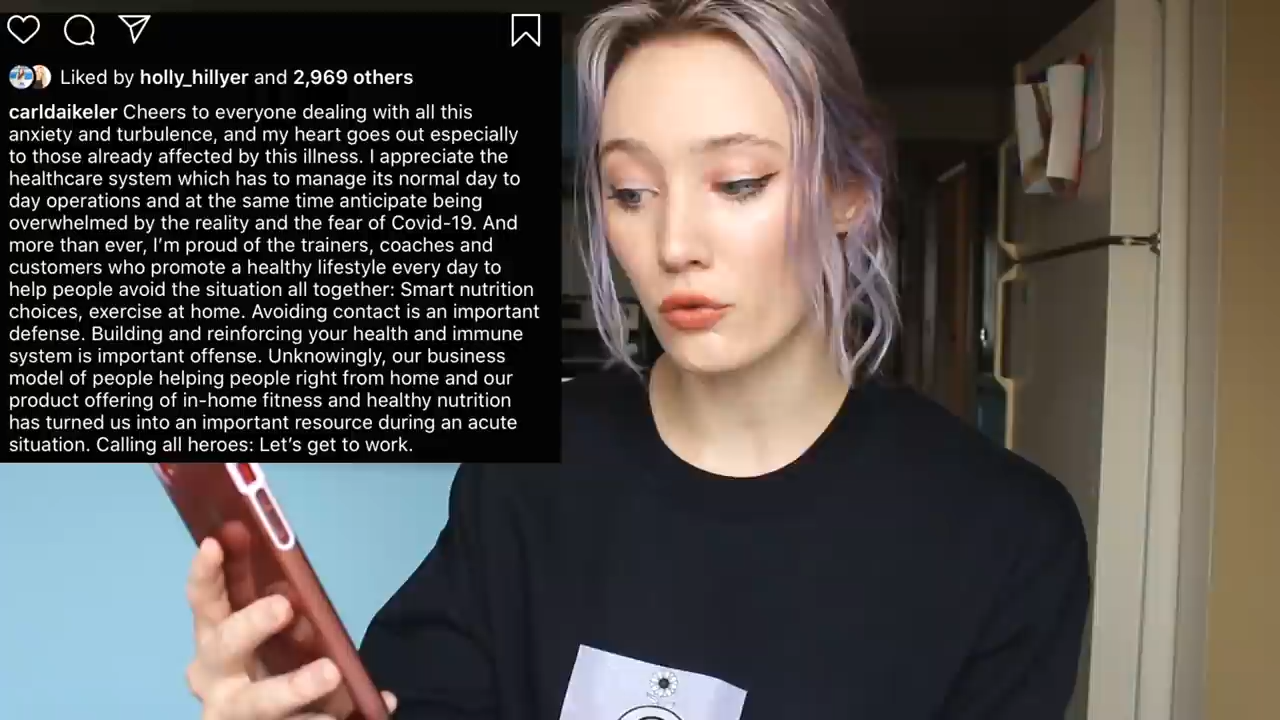 Liked by holly_hillyer and 2,969 others
carldaikeler Cheers to everyone dealing with all this
anxiety and turbulence, and my heart goes out especially
to those already affected by this illness. I appreciate the
healthcare system which has to manage its normal day to
day operations and at the same time anticipate being
overwhelmed by the reality and the fear of Covid-19. And
more than ever, I’m proud of the trainers, coaches and
customers who promote a healthy lifestyle every day to
help people avoid the situation all together: Smart nutrition
choices, exercise at home. Avoiding contact is an important
defense. Building and reinforcing your health and immune
system is important offense. Unknowingly, our business
model of people helping people right from home and our
product offering of in-home fitness and healthy nutrition
has turned us into an important resource during an acute
situation. Calling all heroes: Let’s get to work.